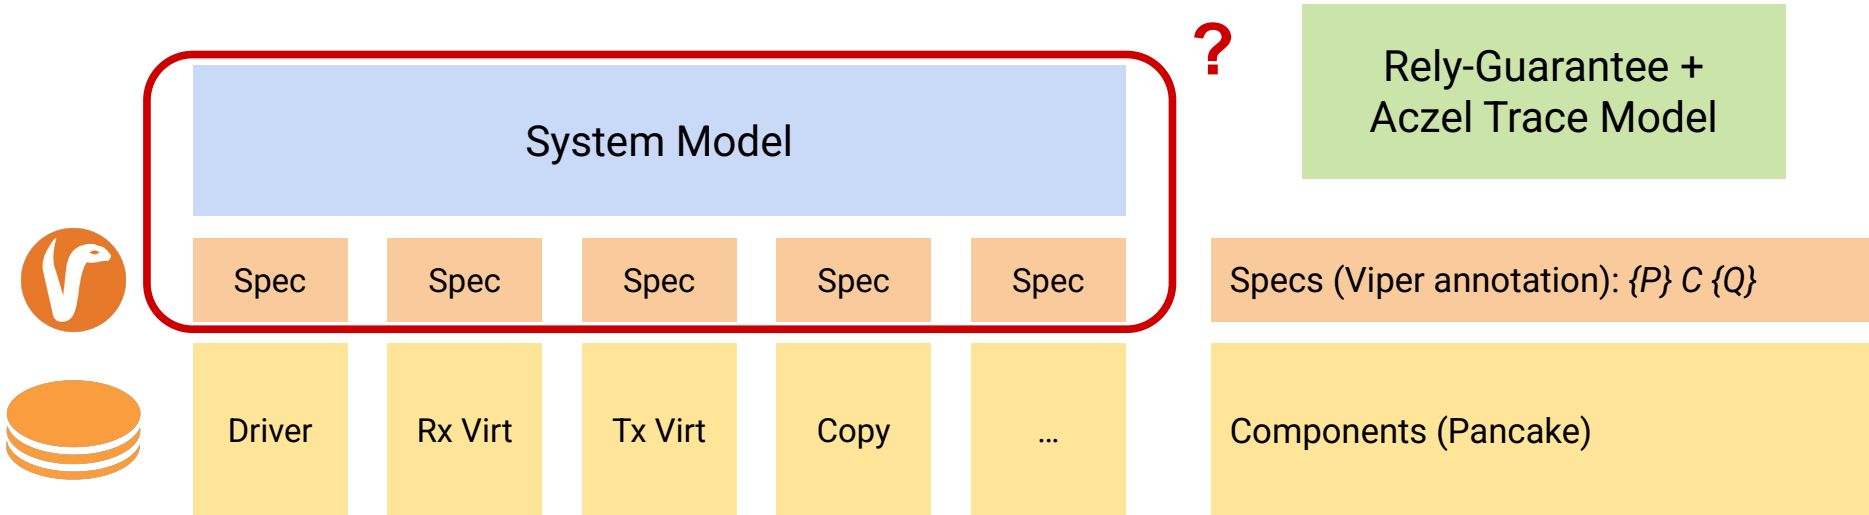 ?
Rely-Guarantee +
Aczel Trace Model
System Model
Spec
Spec
Spec
Spec
Spec
Specs (Viper annotation): {P} C {Q}
Driver
Rx Virt
Tx Virt
Copy
...
Components (Pancake)